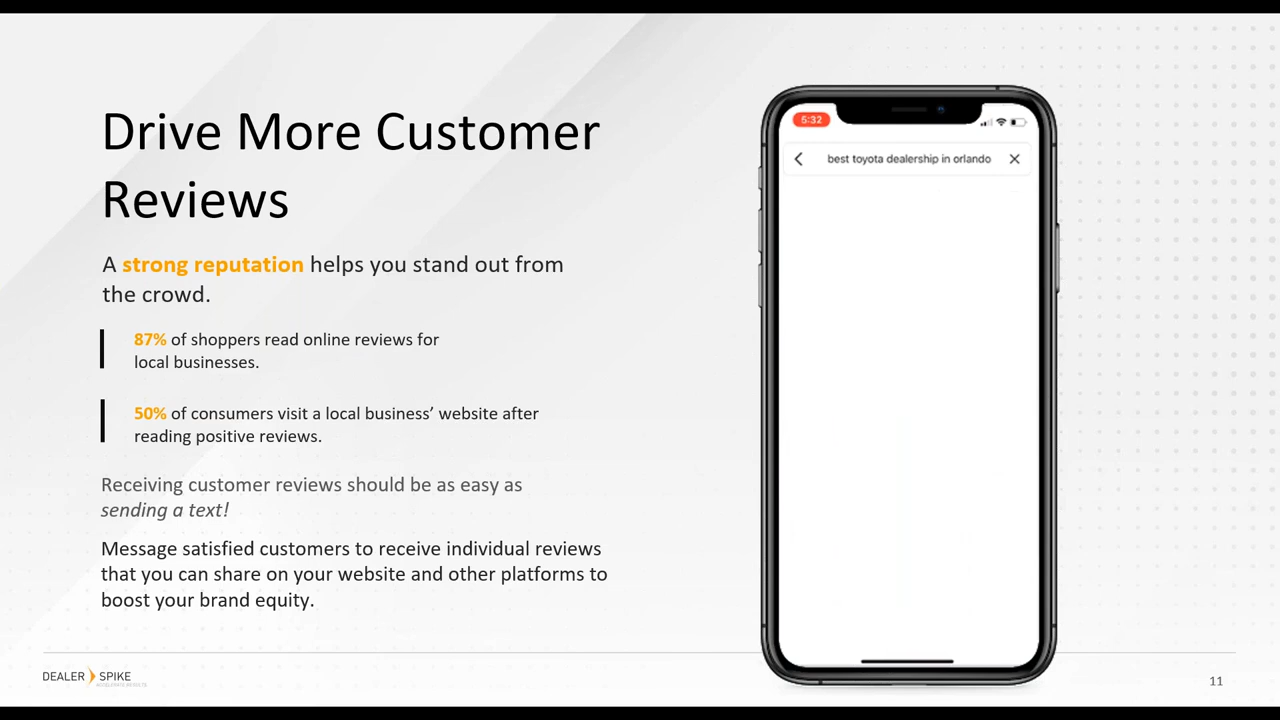 Drive More Customer
Reviews
A strong reputation helps you stand out from
the crowd.
87% of shoppers read online reviews for
local businesses.
50% of consumers visit a local business’ website after
reading positive reviews.
Receiving customer reviews should be as easy as
sending a text!
Message satisfied customers to receive individual reviews
that you can share on your website and other platforms to
boost your brand equity.
5:32
best toyota dealership in orlando
DEALER SPIKE
11